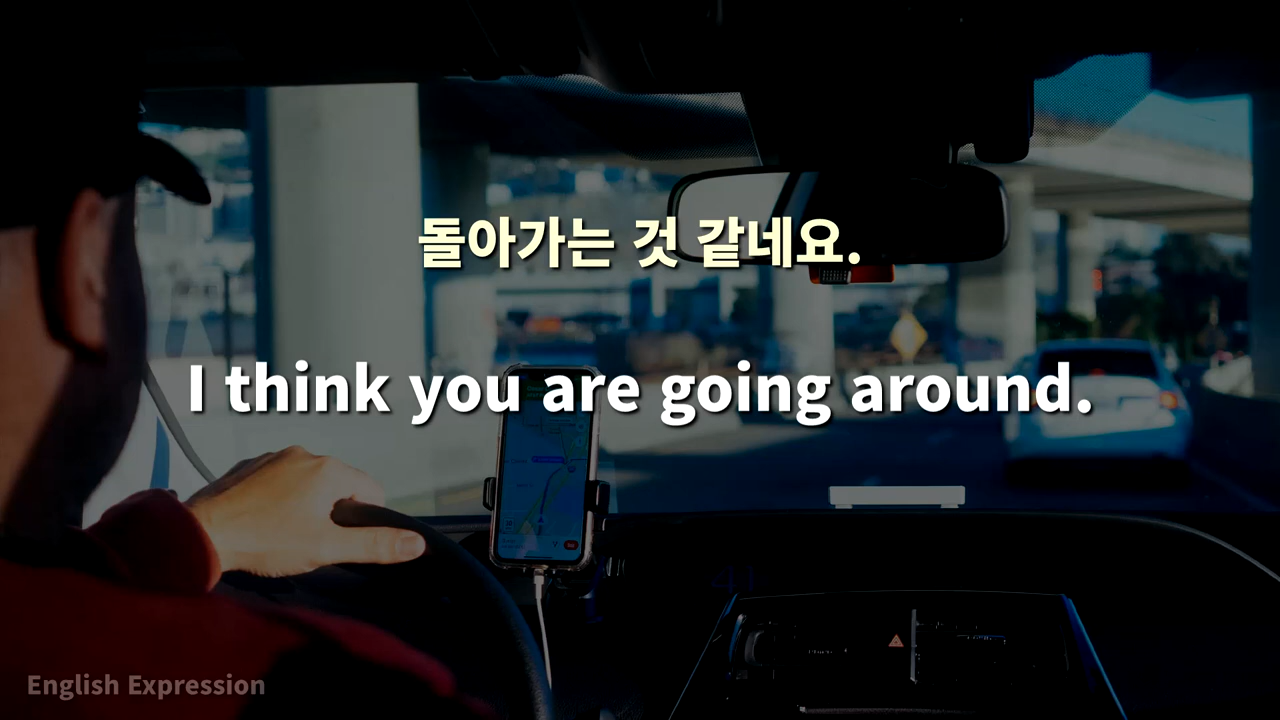 돌아가는 것 같네요.
I think you are going around.
English Expression